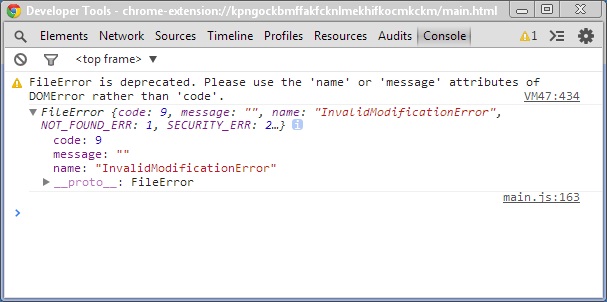 Developer Tools - chrome-extension://kpngockbmffakfcknlmekhifkocmkckm/main.html
Elements Network Sources Timeline Profiles Resources Audits Console 1
<top frame> ▼
FileError is deprecated. Please use the 'name' or 'message' attributes of
DOMError rather than 'code'. VM47:434
▼ FileError {code: 9, message: "", name: "InvalidModificationError",
NOT_FOUND_ERR: 1, SECURITY_ERR: 2…} i
code: 9
message: ""
name: "InvalidModificationError"
▶ __proto__: FileError
main.js:163
>